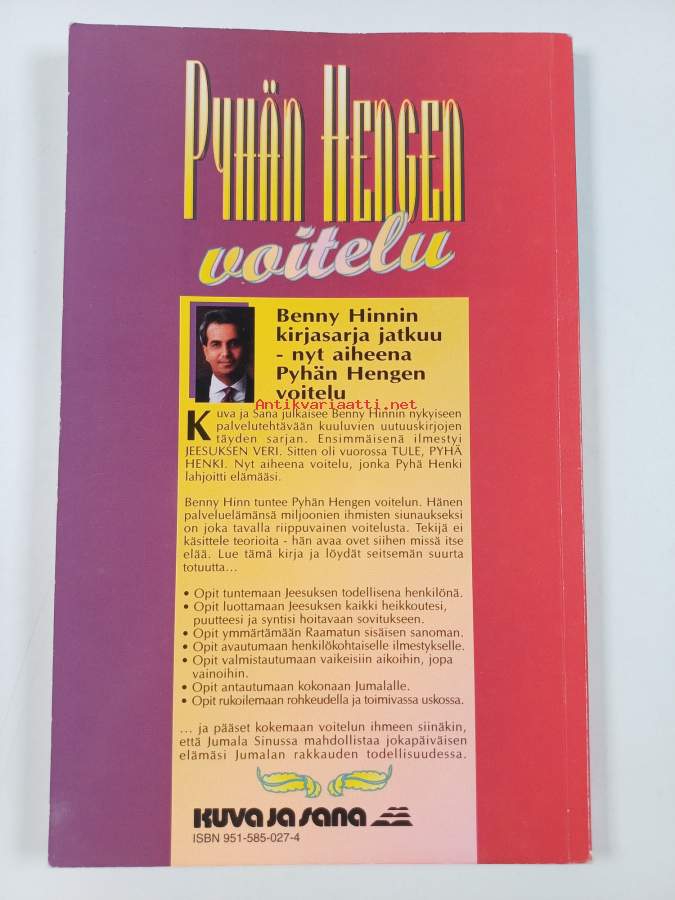 PYHÄN HENGEN
voitelu
Benny Hinnin
kirjasarja jatkuu
- nyt aiheena
Pyhän Hengen
voitelu
Antikvariaatti.net
Kuva ja Sana julkaisee Benny Hinnin nykyiseen
palvelutehtävään kuuluvien uutuuskirjojen
täyden sarjan. Ensimmäisenä ilmestyi
JEESUKSEN VERI. Sitten oli vuorossa TULE, PYHÄ
HENKI. Nyt aiheena voitelu, jonka Pyhä Henki
lahjoitti elämääsi.
Benny Hinn tuntee Pyhän Hengen voitelun. Hänen
palveluelämänsä miljoonien ihmisten siunaukseksi
on joka tavalla riippuvainen voitelusta. Tekijä ei
käsittele teorioita - hän avaa ovet siihen missä itse
elää. Lue tämä kirja ja löydät seitsemän suurta
totuutta...
• Opit tuntemaan Jeesuksen todellisena henkilönä.
• Opit luottamaan Jeesuksen kaikki heikkoutesi,
puutteesi ja syntisi hoitavaan sovitukseen.
• Opit ymmärtämään Raamatun sisäisen sanoman.
• Opit avautumaan henkilökohtaiselle ilmestykselle.
• Opit valmistautumaan vaikeisiin aikoihin, jopa
vainoihin.
• Opit antautumaan kokonaan Jumalalle.
• Opit rukoilemaan rohkeudella ja toimivassa uskossa.
... ja pääset kokemaan voitelun ihmeen siinäkin,
että Jumala Sinussa mahdollistaa jokapäiväisen
elämäsi Jumalan rakkauden todellisuudessa.
KUVA JA SANA
ISBN 951-585-027-4